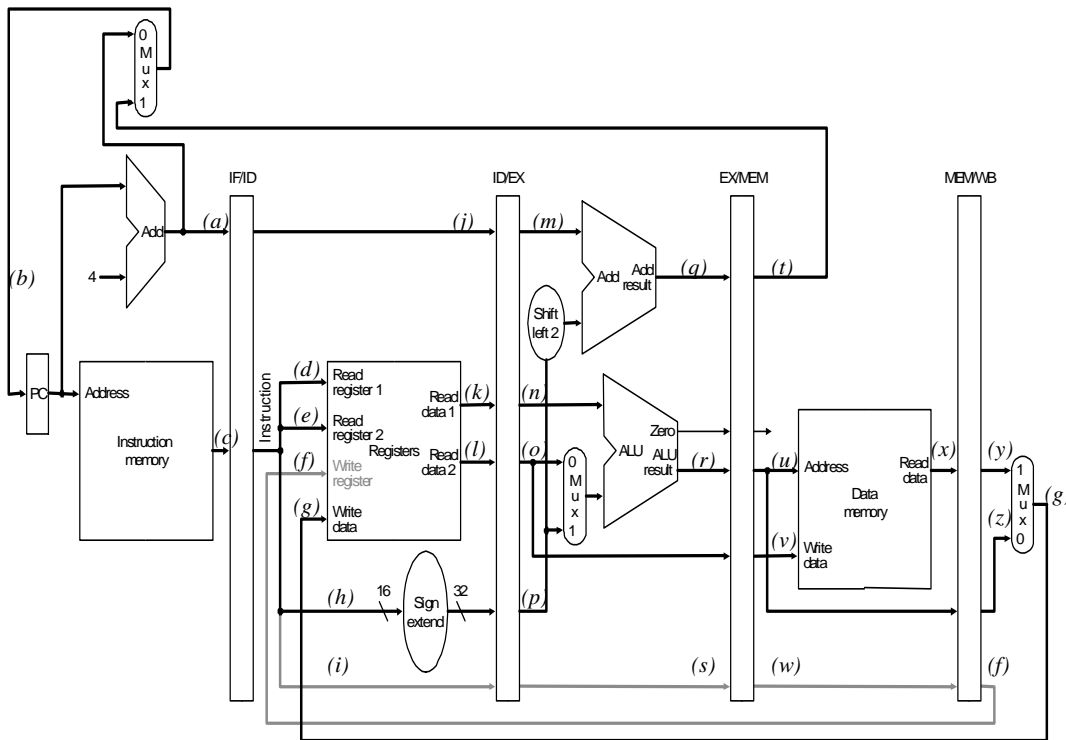 0
M
u
x
1
IF/ID
ID/EX
EX/MEM
MEM/WB
(a)
(j)
(m)
Add
(b)
4
Add
Add
result
(q)
(t)
Shift
left 2
PC
Address
Instruction
memory
(c)
Instruction
(d)
Read
register 1
(e)
Read
register 2
Registers
(f)
Write
register
(g)
Write
data
Read
data 1
(k)
Read
data 2
(l)
(n)
(o)
0
M
u
x
1
Zero
ALU
ALU
result
(r)
(u)
Address
Read
data
(x)
Data
memory
(v)
Write
data
(y)
1
M
u
x
0
(g)
(z)
(h)
16
Sign
extend
32
(p)
(i)
(s)
(w)
(f)